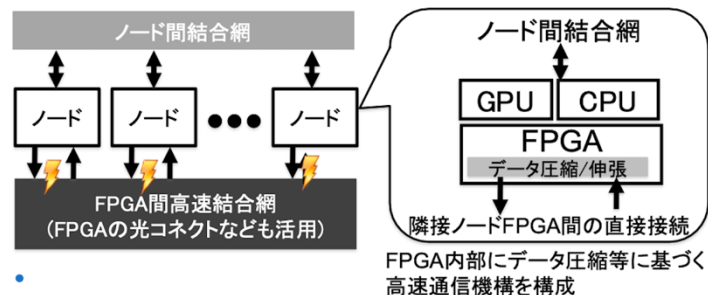 ノード間結合網
ノード
ノード
ノード
FPGA間高速結合網
(FPGAの光コネクトなども活用)
ノード間結合網
GPU
CPU
FPGA
データ圧縮/伸張
隣接ノードFPGA間の直接接続
FPGA内部にデータ圧縮等に基づく
高速通信機構を構成